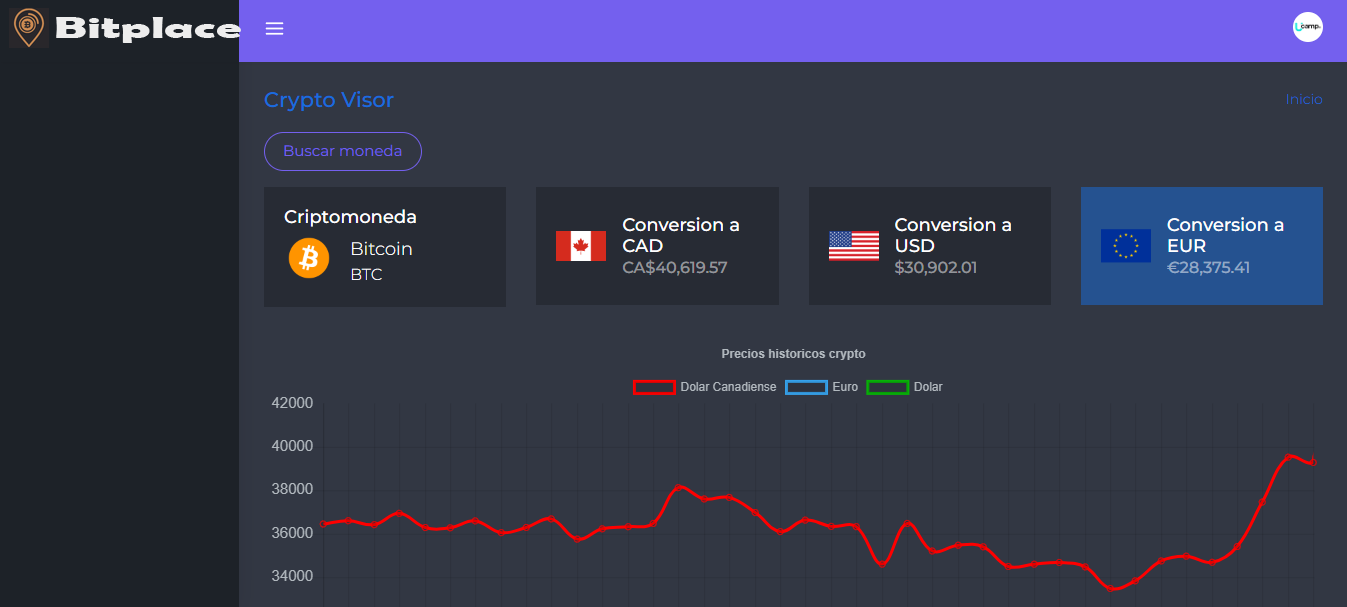 Bitplace
Ucamp
Crypto Visor
Inicio
Buscar moneda
Criptomoneda
Bitcoin
BTC
Conversion a
CAD
CA$40,619.57
Conversion a
USD
$30,902.01
Conversion a
EUR
€28,375.41
Precios historicos crypto
Dolar Canadiense Euro Dolar
42000
40000
38000
36000
34000